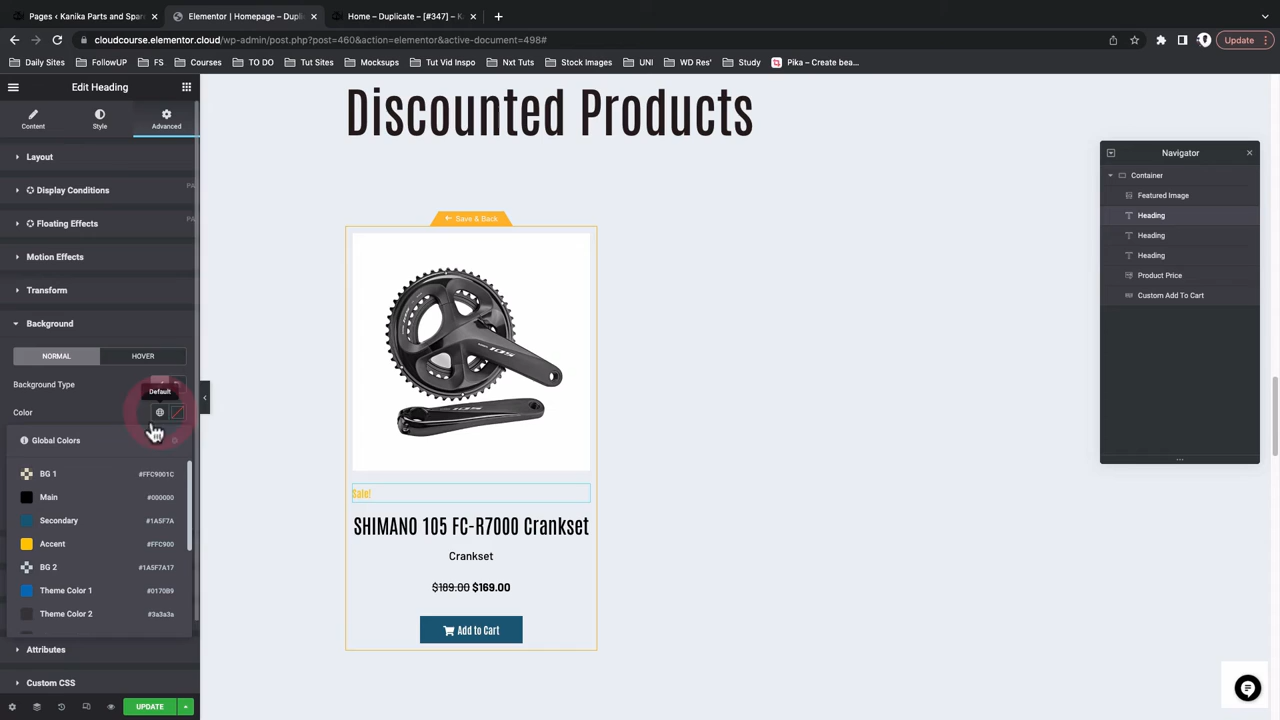 Pages ‹ Kanika Parts and Spar
Elementor | Homepage – Duplic
Home – Duplicate – [#347] – K
cloudcourse.elementor.cloud/wp-admin/post.php?post=460&action=elementor&active-document=498#
Update
Daily Sites
FollowUP
FS
Courses
TO DO
Tut Sites
Mocksups
Tut Vid Inspo
Nxt Tuts
Stock Images
UNI
WD Res'
Study
Pika – Create bea...
Edit Heading
Content
Style
Advanced
Layout
Display Conditions
Floating Effects
Motion Effects
Transform
Background
NORMAL
HOVER
Background Type
Default
Color
Global Colors
BG 1 #FFC9001C
Main #000000
Secondary #1A5F7A
Accent #FFC900
BG 2 #1A5F7A17
Theme Color 1 #0170B9
Theme Color 2 #3a3a3a
Attributes
Custom CSS
UPDATE
Discounted Products
Save & Back
105
Sale!
SHIMANO 105 FC-R7000 Crankset
Crankset
$189.00 $169.00
Add to Cart
Navigator
Container
Featured Image
Heading
Heading
Heading
Product Price
Custom Add To Cart